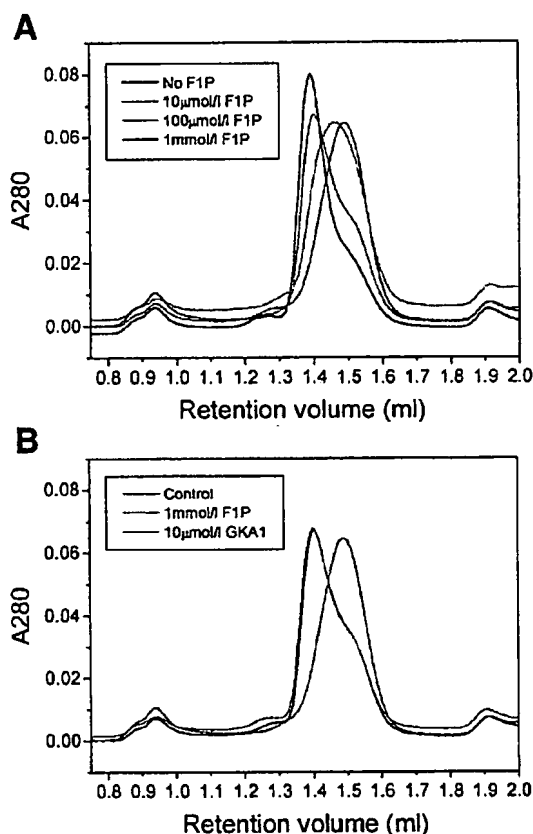 A
No F1P
10μmol/l F1P
100μmol/l F1P
1mmol/l F1P
A280
0.08
0.06
0.04
0.02
0.00
0.8 0.9 1.0 1.1 1.2 1.3 1.4 1.5 1.6 1.7 1.8 1.9 2.0
Retention volume (ml)
B
Control
1mmol/l F1P
10μmol/l GKA1
A280
0.08
0.06
0.04
0.02
0.00
0.8 0.9 1.0 1.1 1.2 1.3 1.4 1.5 1.6 1.7 1.8 1.9 2.0
Retention volume (ml)